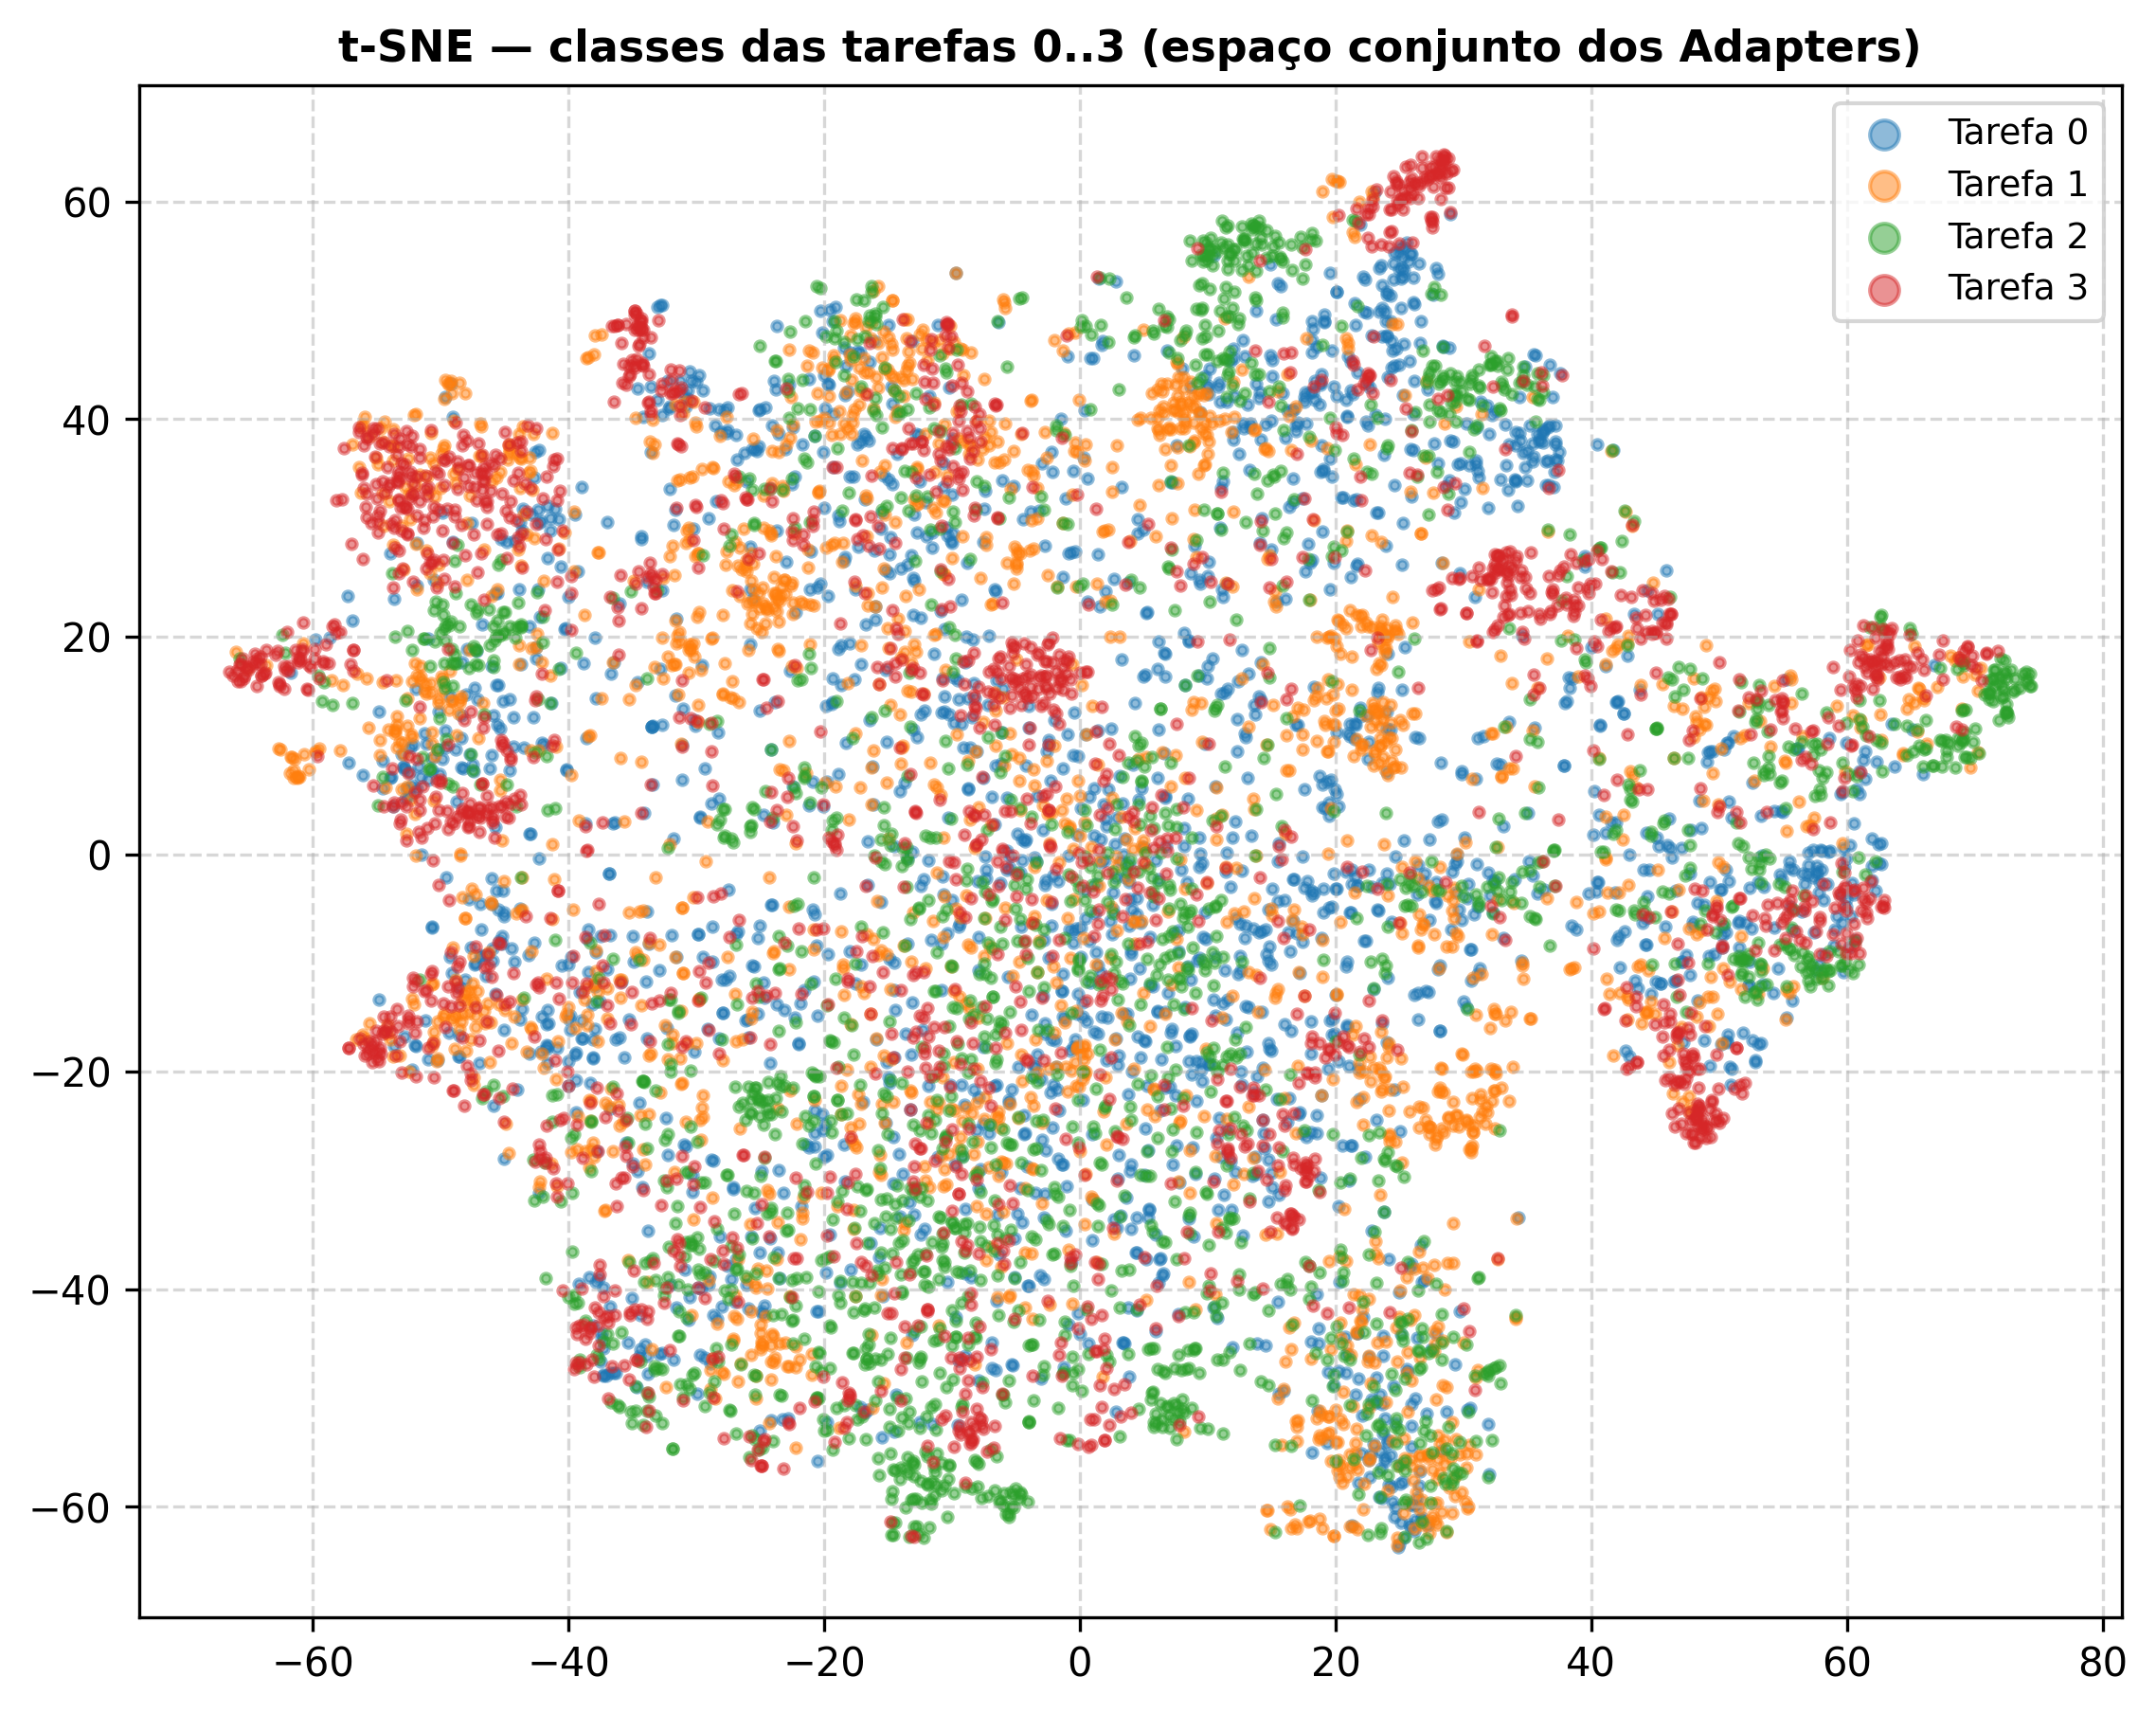 t-SNE — classes das tarefas 0..3 (espaço conjunto dos Adapters)
Tarefa 0
Tarefa 1
Tarefa 2
Tarefa 3
60
40
20
0
−20
−40
−60
−60 −40 −20 0 20 40 60 80